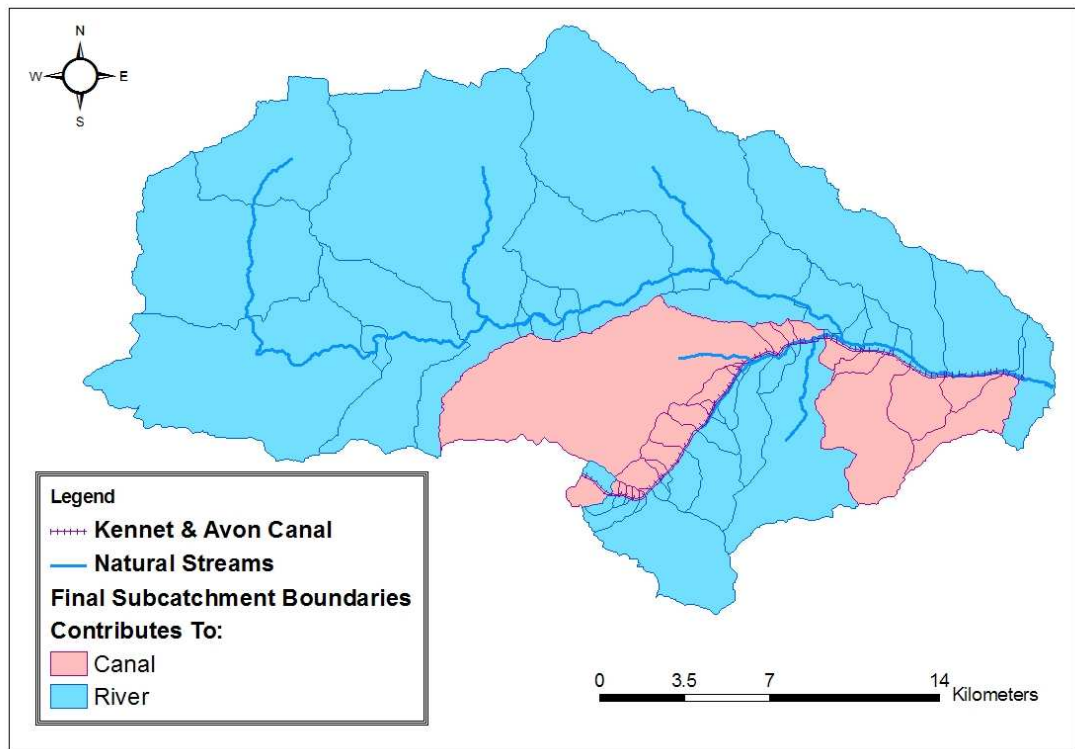 N
W E
S
Legend
Kennet & Avon Canal
Natural Streams
Final Subcatchment Boundaries
Contributes To:
Canal
River
0 3.5 7 14
Kilometers